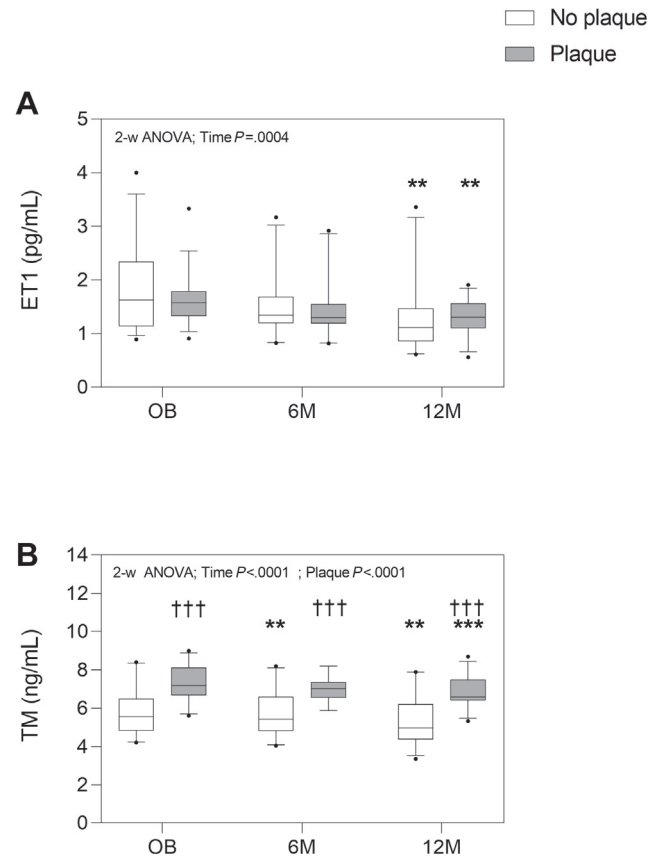 No plaque
Plaque
A
5
2-w ANOVA; Time P=.0004
4
** **
3
ET1 (pg/mL)
2
1
0
OB 6M 12M
B
14
2-w ANOVA; Time P<.0001 ; Plaque P<.0001
12
††† ††† †††
10
** ** ***
8
TM (ng/mL)
6
4
2
0
OB 6M 12M